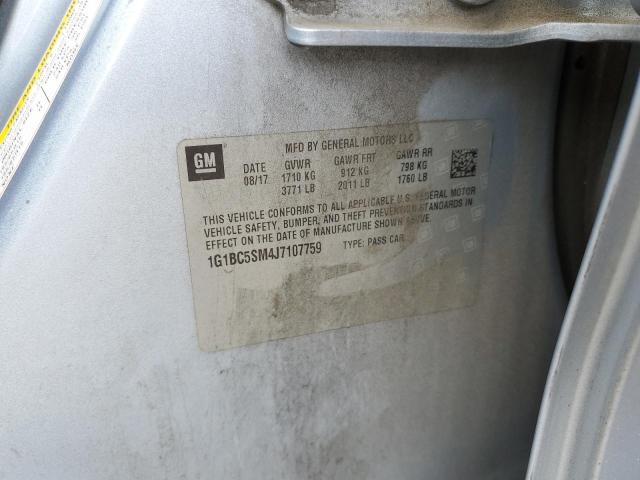 MFD BY GENERAL MOTORS LLC
GM
DATE GVWR GAWR FRT GAWR RR
08/17 1710 KG 912 KG 798 KG
3771 LB 2011 LB 1760 LB
THIS VEHICLE CONFORMS TO ALL APPLICABLE U.S. FEDERAL MOTOR
VEHICLE SAFETY, BUMPER, AND THEFT PREVENTION STANDARDS IN
EFFECT ON THE DATE OF MANUFACTURE SHOWN ABOVE.
1G1BC5SM4J7107759 TYPE: PASS CAR